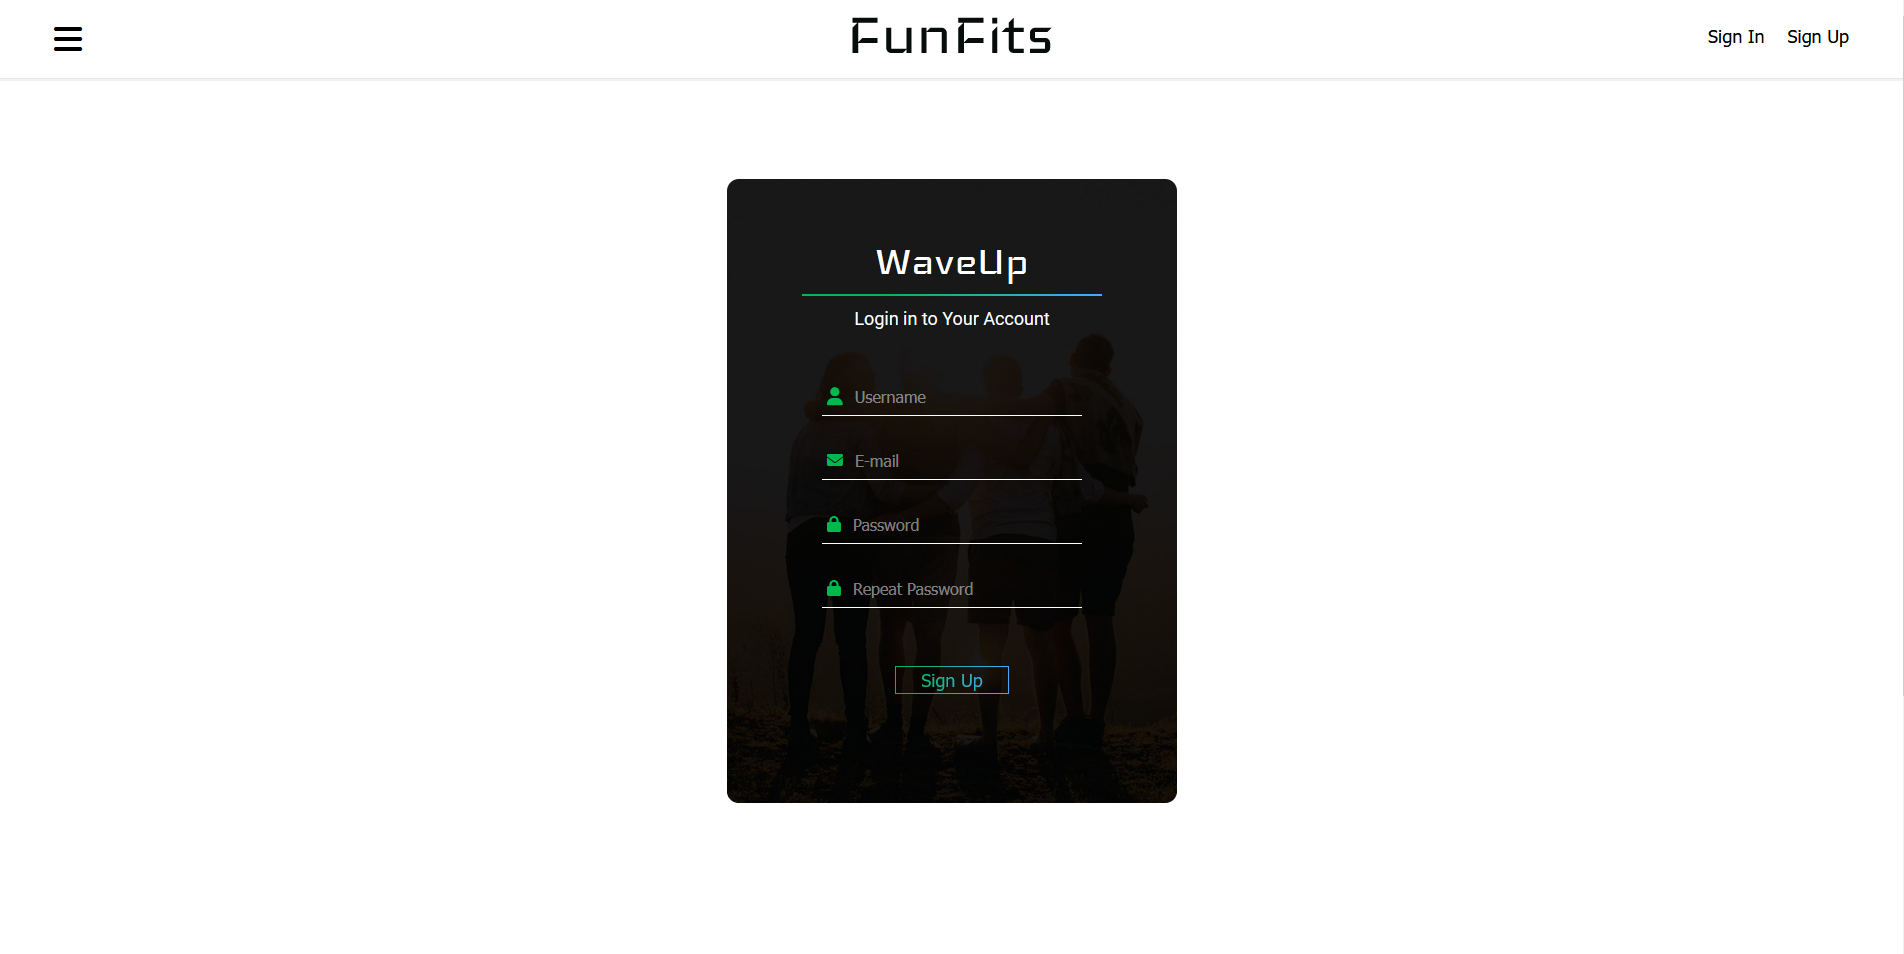 FunFits
Sign In
Sign Up
WaveUp
Login in to Your Account
Username
E-mail
Password
Repeat Password
Sign Up